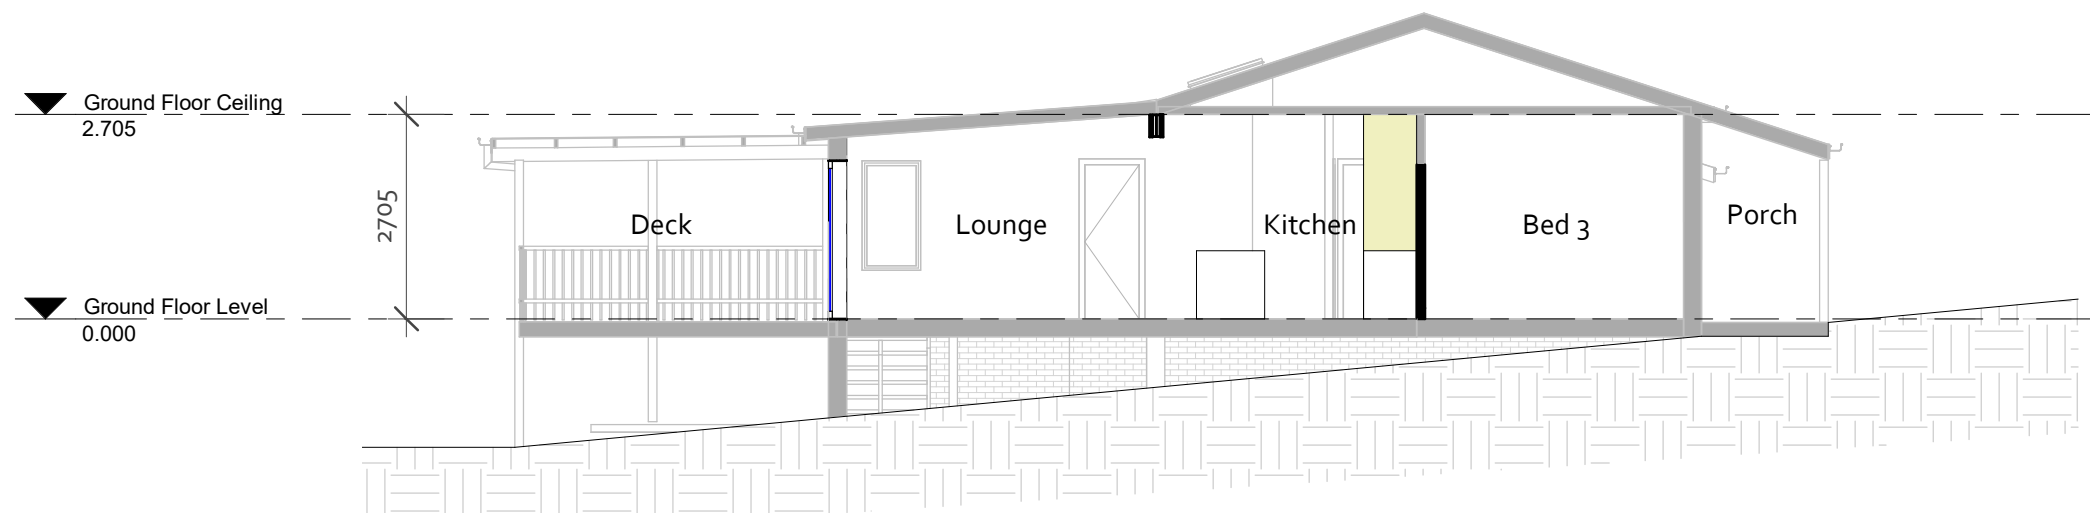 Ground Floor Ceiling
2.705
2705
Deck
Lounge
Kitchen
Bed 3
Porch
Ground Floor Level
0.000